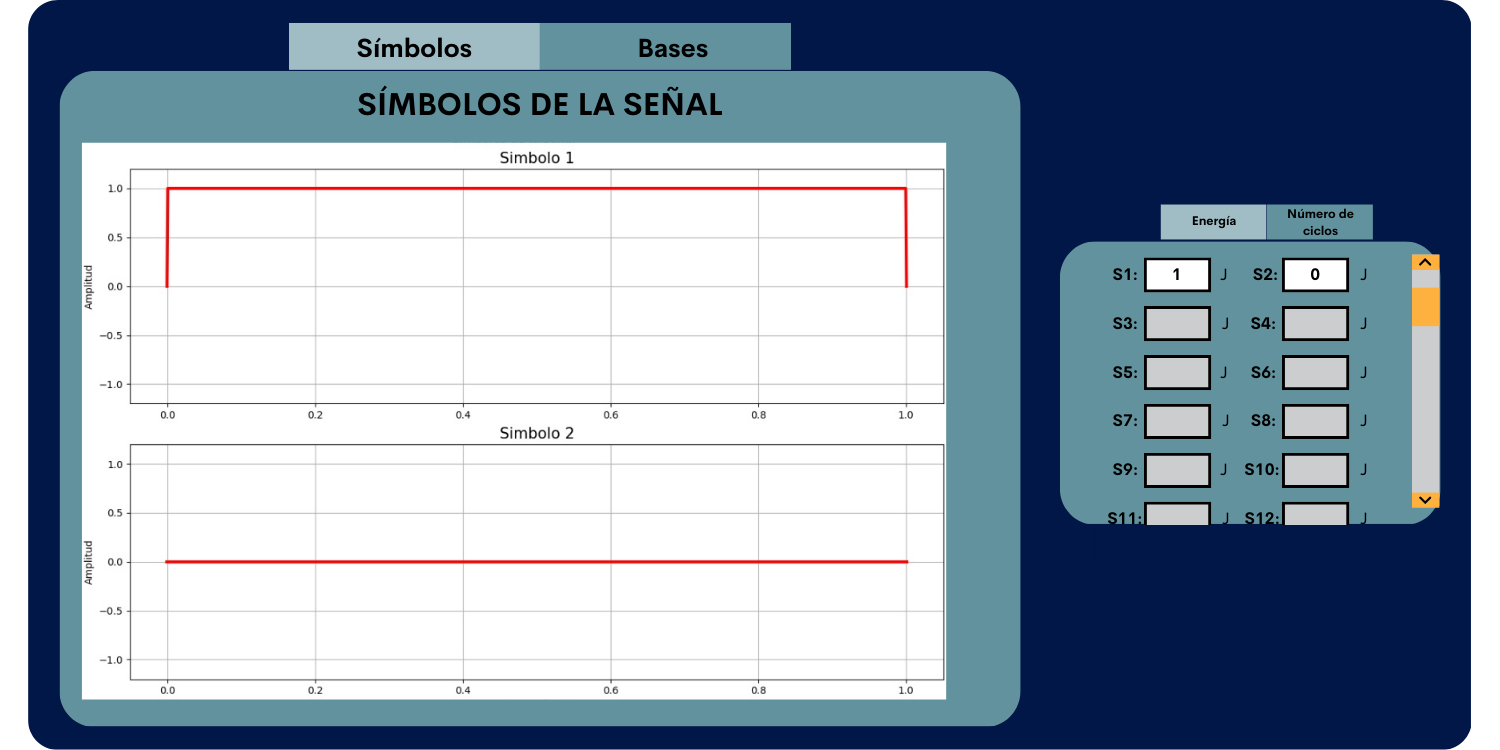 Símbolos Bases
SÍMBOLOS DE LA SEÑAL
Simbolo 1
Amplitud
1.0
0.5
0.0
−0.5
−1.0
0.0 0.2 0.4 0.6 0.8 1.0
Simbolo 2
Amplitud
1.0
0.5
0.0
−0.5
−1.0
0.0 0.2 0.4 0.6 0.8 1.0
Energía
Número de
ciclos
S1: 1 J S2: 0 J
S3: J S4: J
S5: J S6: J
S7: J S8: J
S9: J S10: J
S11: J S12: J